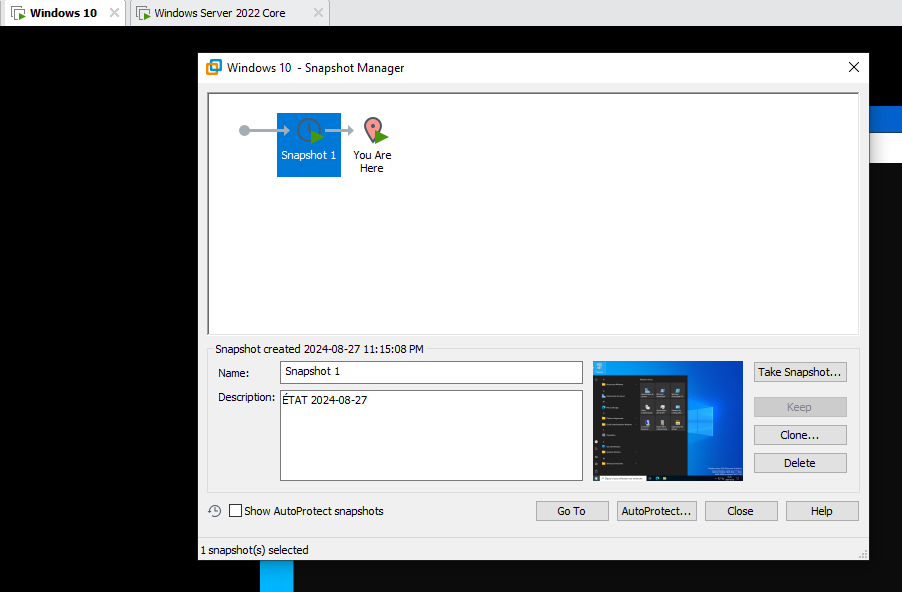 Windows 10
Windows Server 2022 Core
Windows 10 - Snapshot Manager
Snapshot 1
You Are
Here
Snapshot created 2024-08-27 11:15:08 PM
Name:
Snapshot 1
Take Snapshot...
Description:
ÉTAT 2024-08-27
Keep
Clone...
Delete
Show AutoProtect snapshots
Go To
AutoProtect...
Close
Help
1 snapshot(s) selected